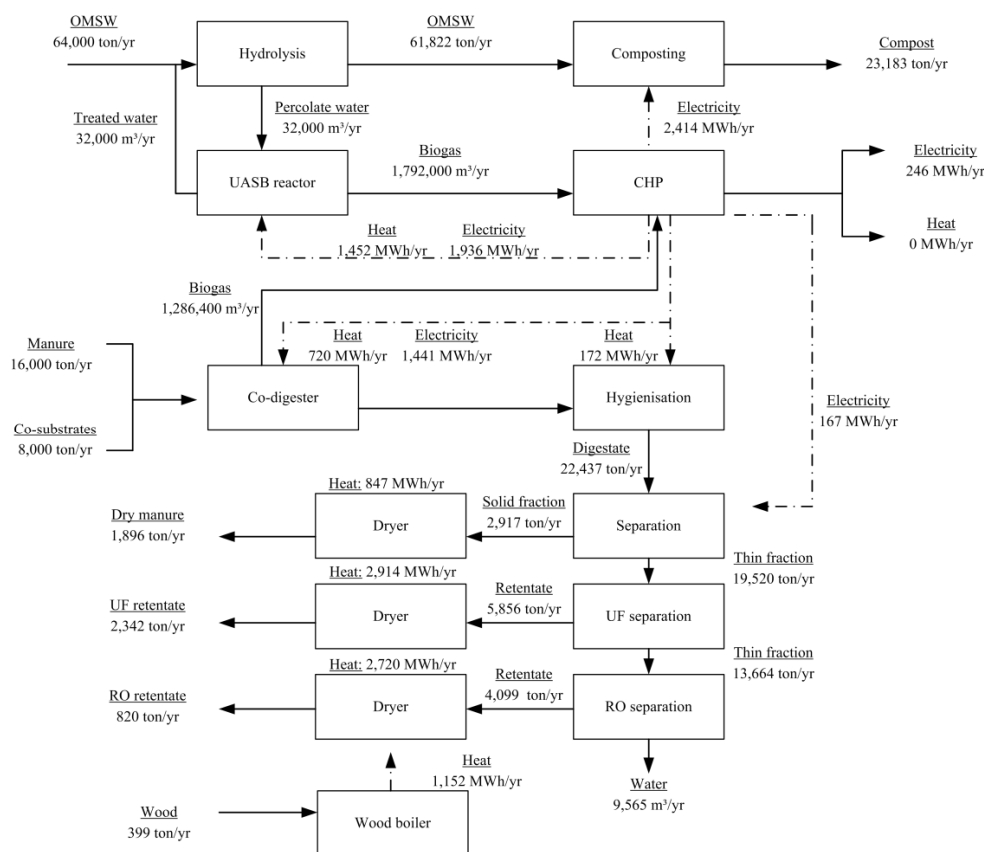 OMSW
64,000 ton/yr
Hydrolysis
OMSW
61,822 ton/yr
Composting
Compost
23,183 ton/yr
Treated water
32,000 m³/yr
Percolate water
32,000 m³/yr
Electricity
2,414 MWh/yr
UASB reactor
Biogas
1,792,000 m³/yr
CHP
Electricity
246 MWh/yr
Heat
0 MWh/yr
Heat
1,452 MWh/yr
Electricity
1,936 MWh/yr
Biogas
1,286,400 m³/yr
Heat
720 MWh/yr
Electricity
1,441 MWh/yr
Heat
172 MWh/yr
Manure
16,000 ton/yr
Co-substrates
8,000 ton/yr
Co-digester
Hygienisation
Electricity
167 MWh/yr
Digestate
22,437 ton/yr
Heat: 847 MWh/yr
Dry manure
1,896 ton/yr
Dryer
Solid fraction
2,917 ton/yr
Separation
Thin fraction
19,520 ton/yr
Heat: 2,914 MWh/yr
UF retentate
2,342 ton/yr
Dryer
Retentate
5,856 ton/yr
UF separation
Thin fraction
13,664 ton/yr
Heat: 2,720 MWh/yr
RO retentate
820 ton/yr
Dryer
Retentate
4,099 ton/yr
RO separation
Heat
1,152 MWh/yr
Water
9,565 m³/yr
Wood
399 ton/yr
Wood boiler